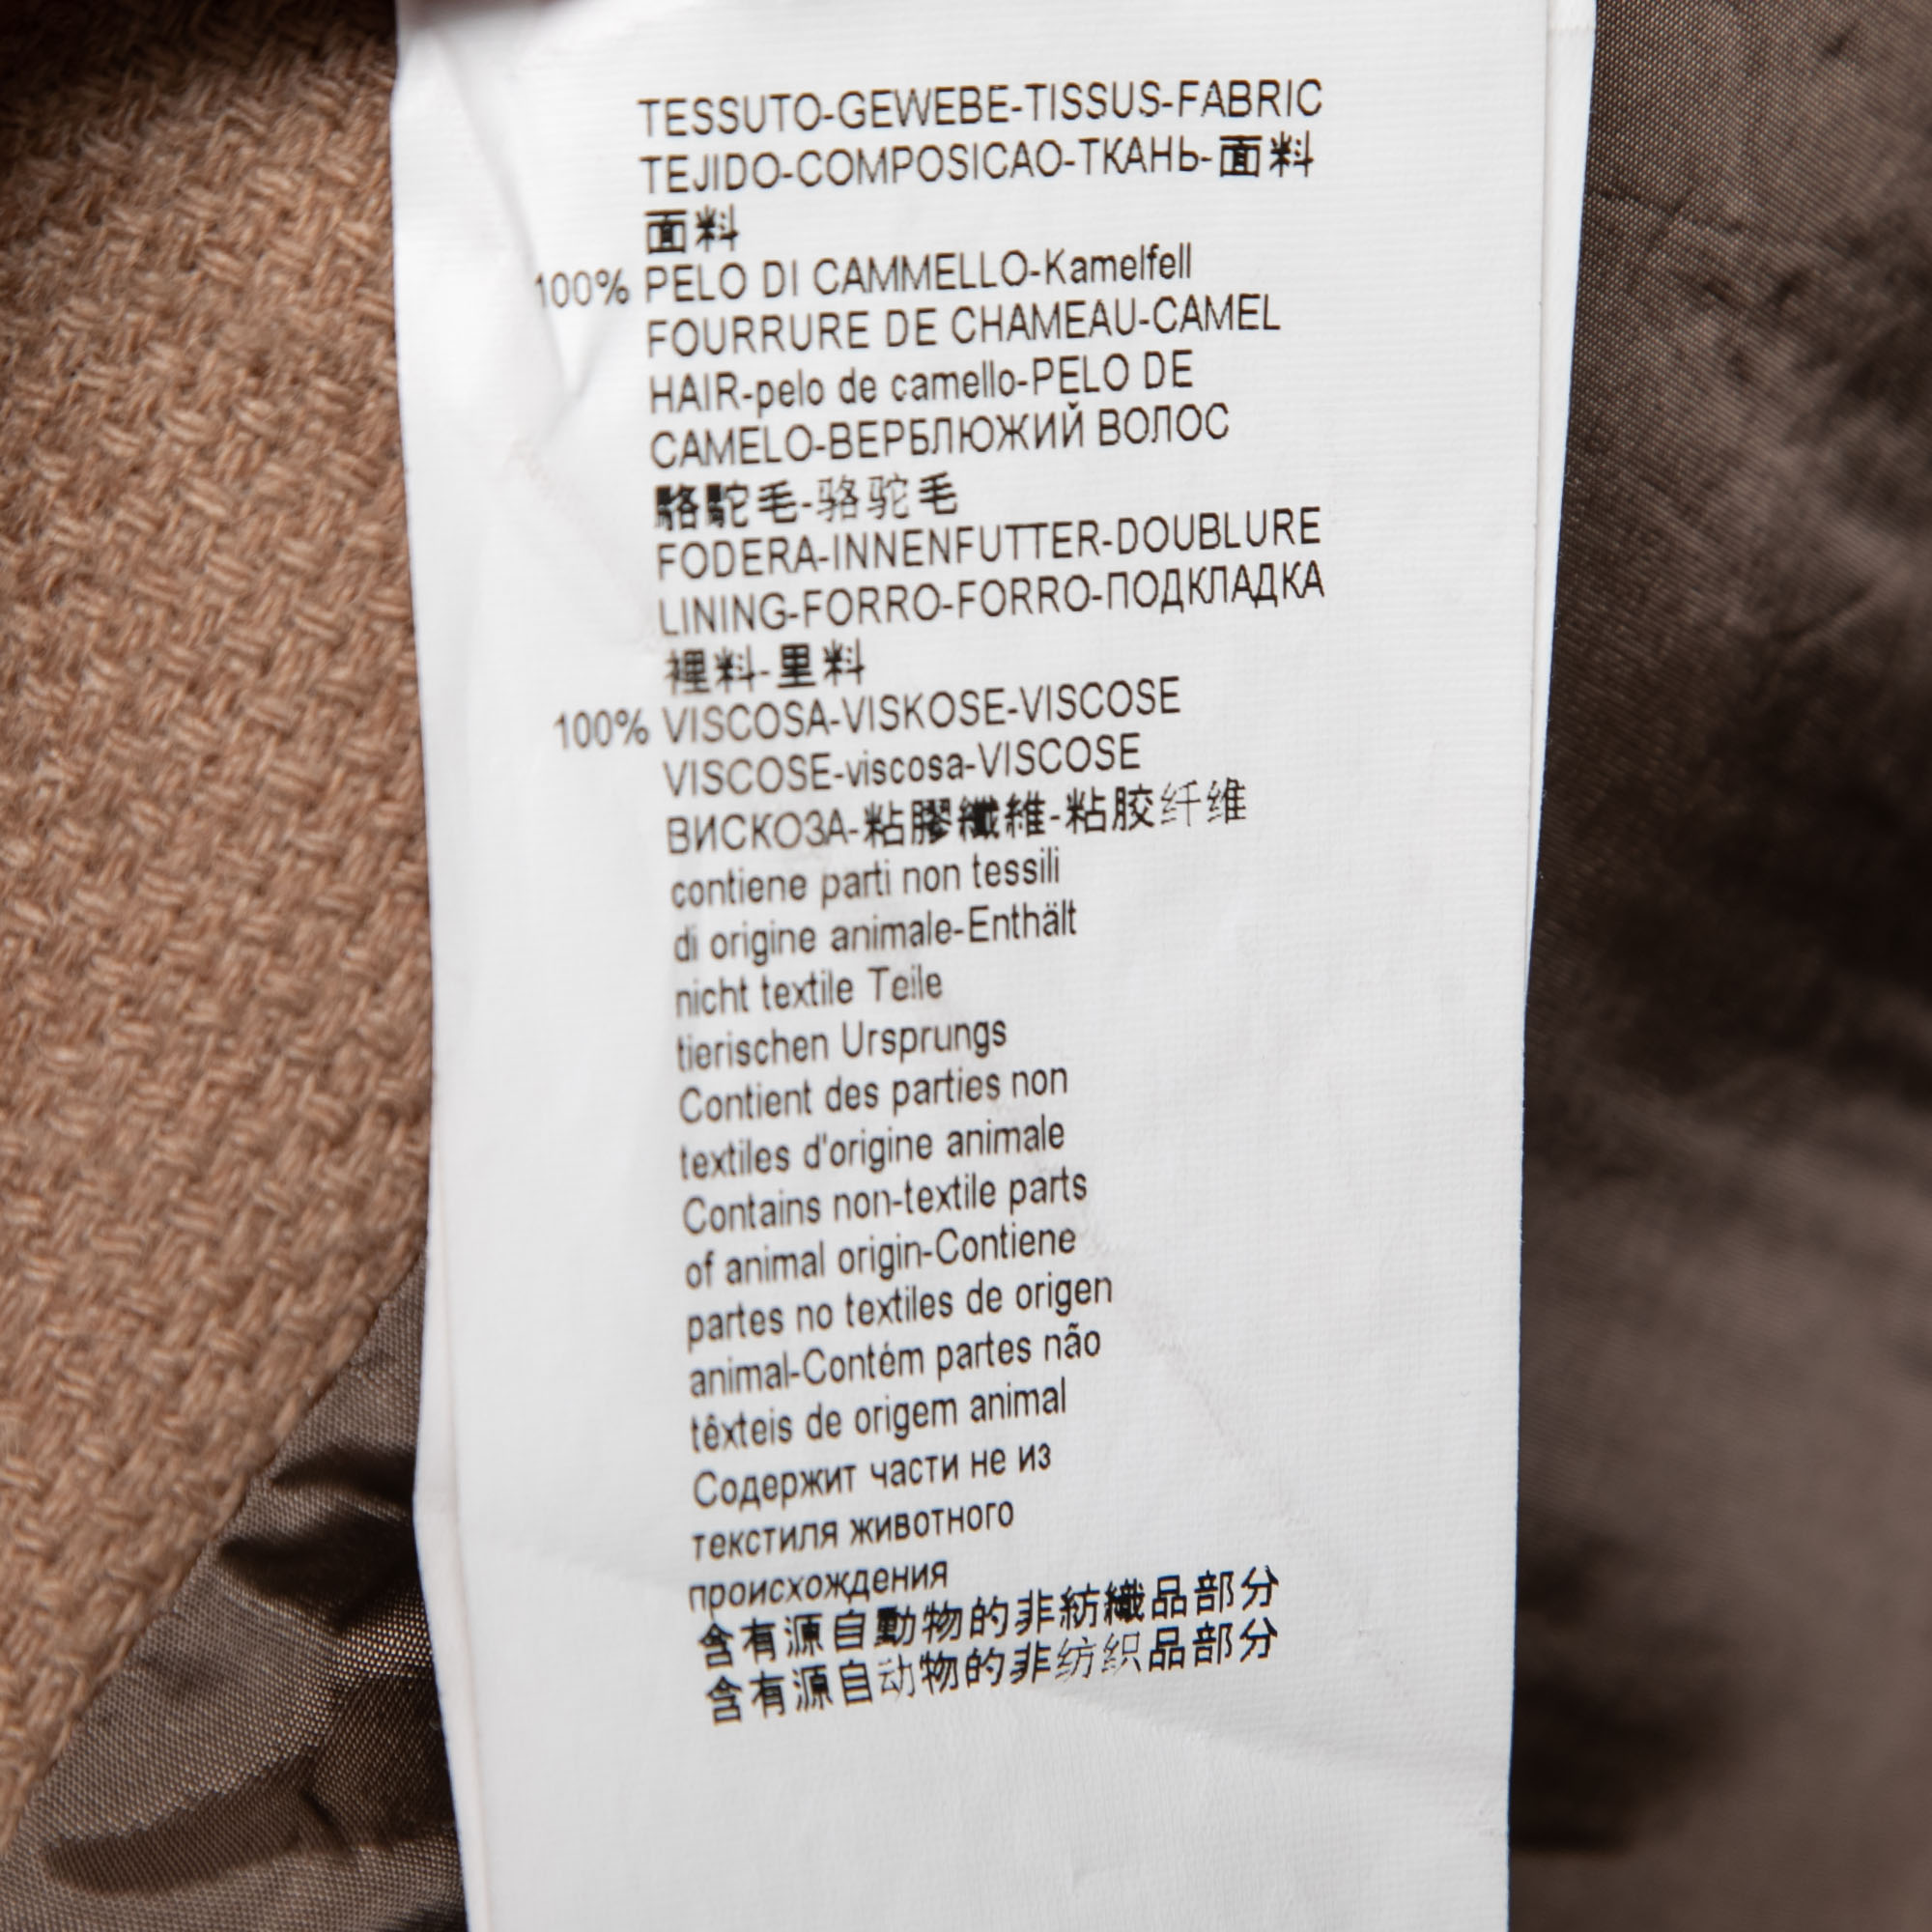 TESSUTO-GEWEBE-TISSUS-FABRIC
TEJIDO-COMPOSICAO-ТКАНЬ-面料
面料
100% PELO DI CAMMELLO-Kamelfell
FOURRURE DE CHAMEAU-CAMEL
HAIR-pelo de camello-PELO DE
CAMELO-ВЕРБЛЮЖИЙ ВОЛОС
駱駝毛-骆驼毛
FODERA-INNENFUTTER-DOUBLURE
LINING-FORRO-FORRO-ПОДКЛАДКА
裡料-里料
100% VISCOSA-VISKOSE-VISCOSE
VISCOSE-viscosa-VISCOSE
ВИСКОЗА-粘膠纖維-粘胶纤维
contiene parti non tessili
di origine animale-Enthält
nicht textile Teile
tierischen Ursprungs
Contient des parties non
textiles d'origine animale
Contains non-textile parts
of animal origin-Contiene
partes no textiles de origen
animal-Contém partes não
têxteis de origem animal
Содержит части не из
текстиля животного
происхождения
含有源自動物的非紡織品部分
含有源自动物的非纺织品部分